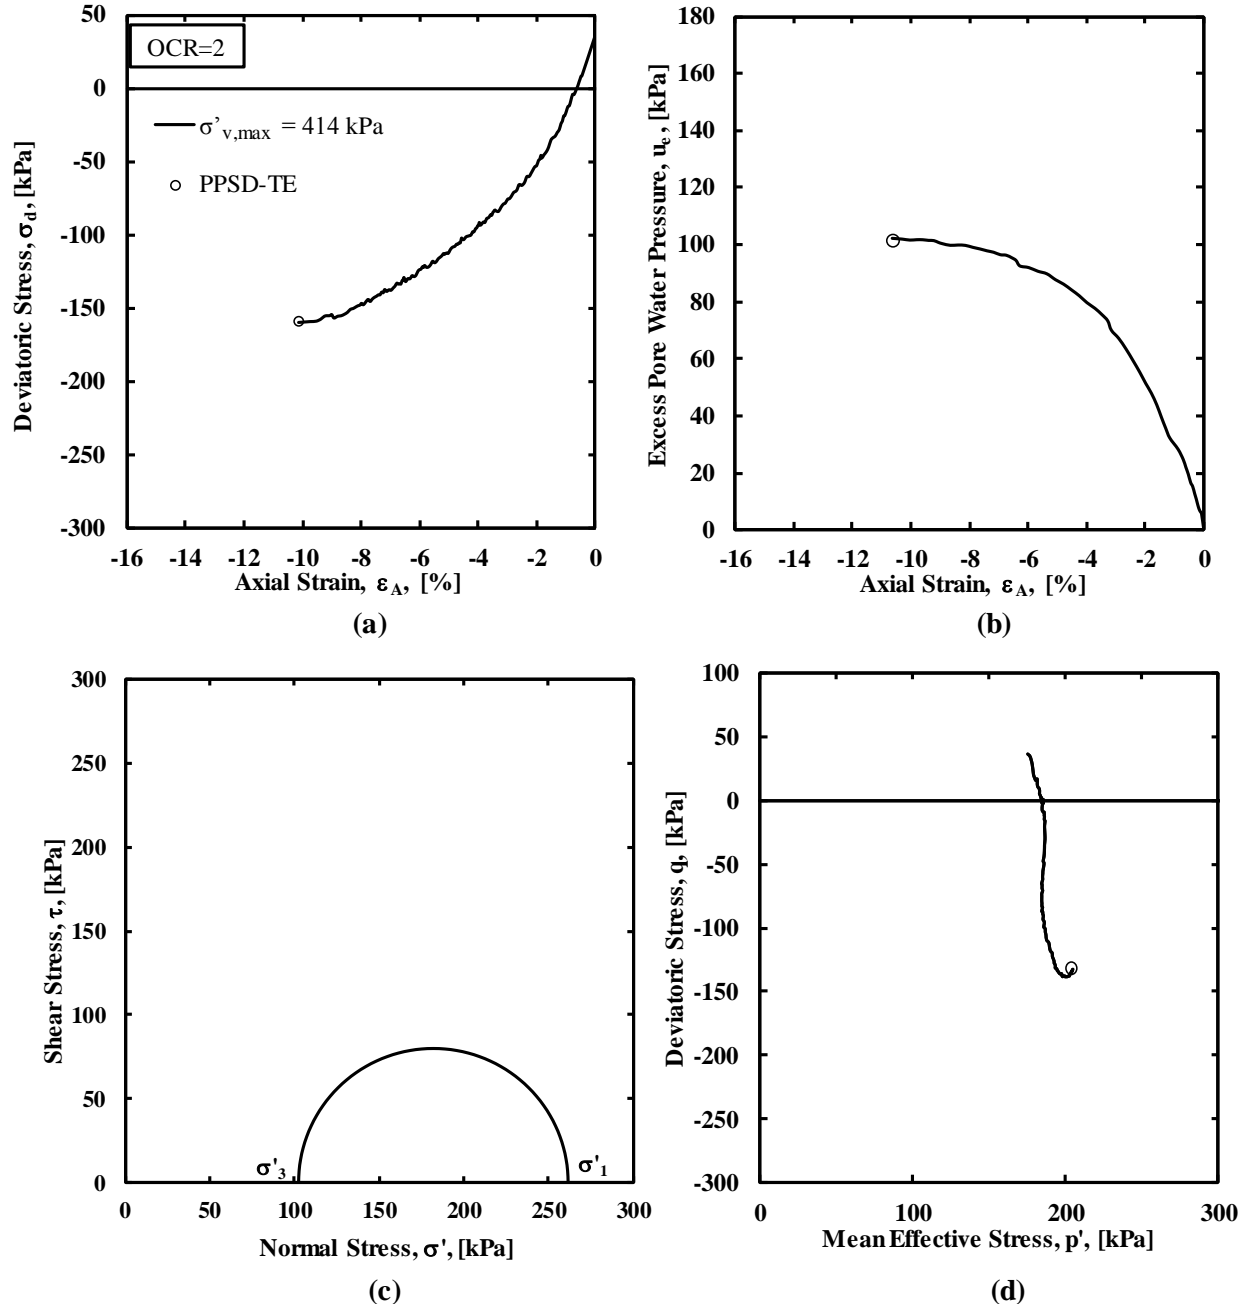 OCR=2
σ'v,max = 414 kPa
PPSD-TE
Deviatoric Stress, σd, [kPa]
50
0
-50
-100
-150
-200
-250
-300
-16 -14 -12 -10 -8 -6 -4 -2 0
Axial Strain, εA, [%]
(a)
Excess Pore Water Pressure, ue, [kPa]
180
160
140
120
100
80
60
40
20
0
-16 -14 -12 -10 -8 -6 -4 -2 0
Axial Strain, εA, [%]
(b)
Shear Stress, τ, [kPa]
300
250
200
150
100
50
0
σ'3
σ'1
0 50 100 150 200 250 300
Normal Stress, σ', [kPa]
(c)
Deviatoric Stress, q, [kPa]
100
50
0
-50
-100
-150
-200
-250
-300
0 100 200 300
Mean Effective Stress, p', [kPa]
(d)